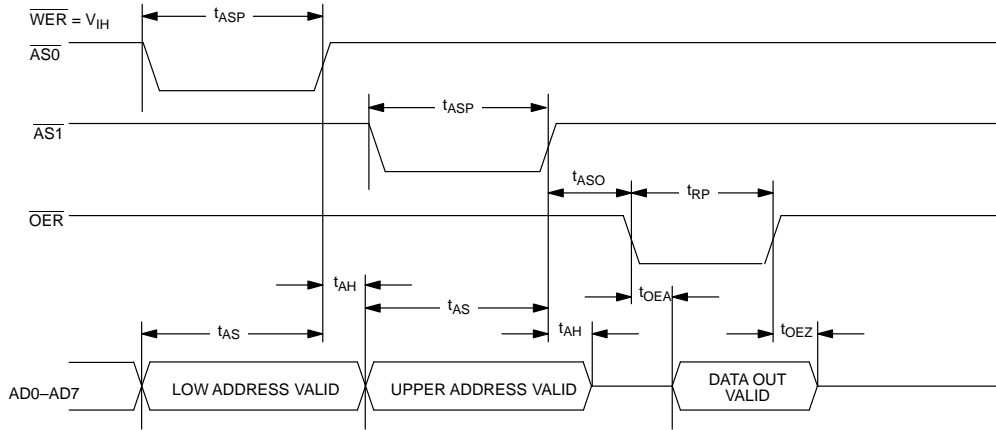 WER = VIH
tASP
AS0
tASP
AS1
tASO
tRP
OER
tAH
tOEA
tAS
tAS
tAH
tOEZ
AD0–AD7
LOW ADDRESS VALID
UPPER ADDRESS VALID
DATA OUT
VALID